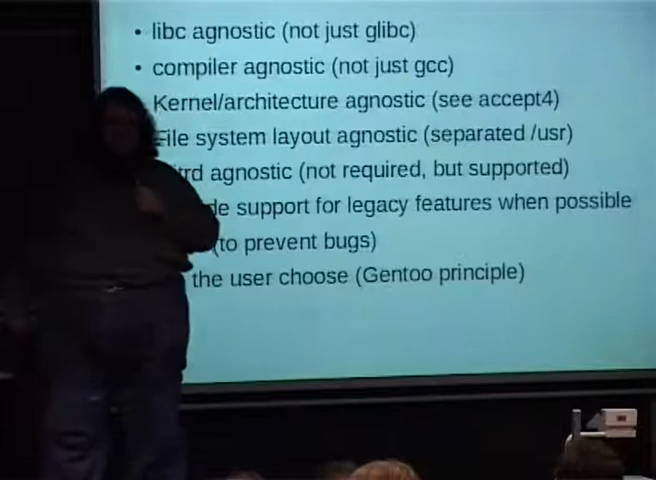 • libc agnostic (not just glibc)
• compiler agnostic (not just gcc)
Kernel/architecture agnostic (see accept4)
File system layout agnostic (separated /usr)
agnostic (not required, but supported)
support for legacy features when possible
(to prevent bugs)
the user choose (Gentoo principle)